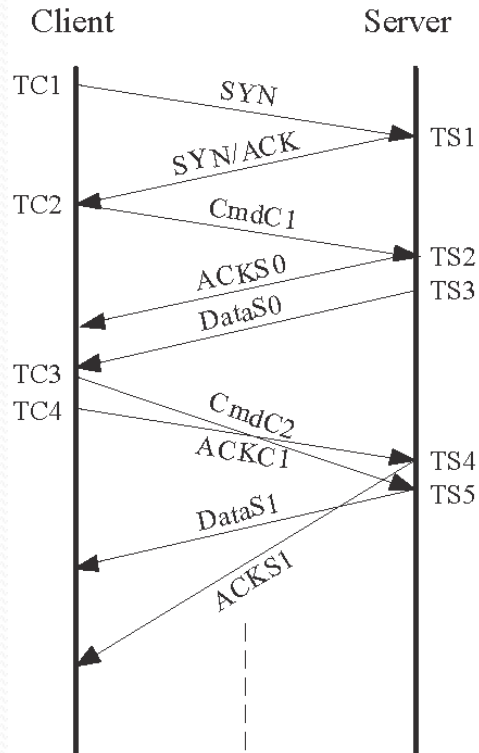 Client Server
TC1
SYN
TS1
SYN/ACK
TC2
CmdC1
TS2
ACKS0
TS3
DataS0
TC3
CmdC2
TC4
ACKC1
TS4
TS5
DataS1
ACKS1